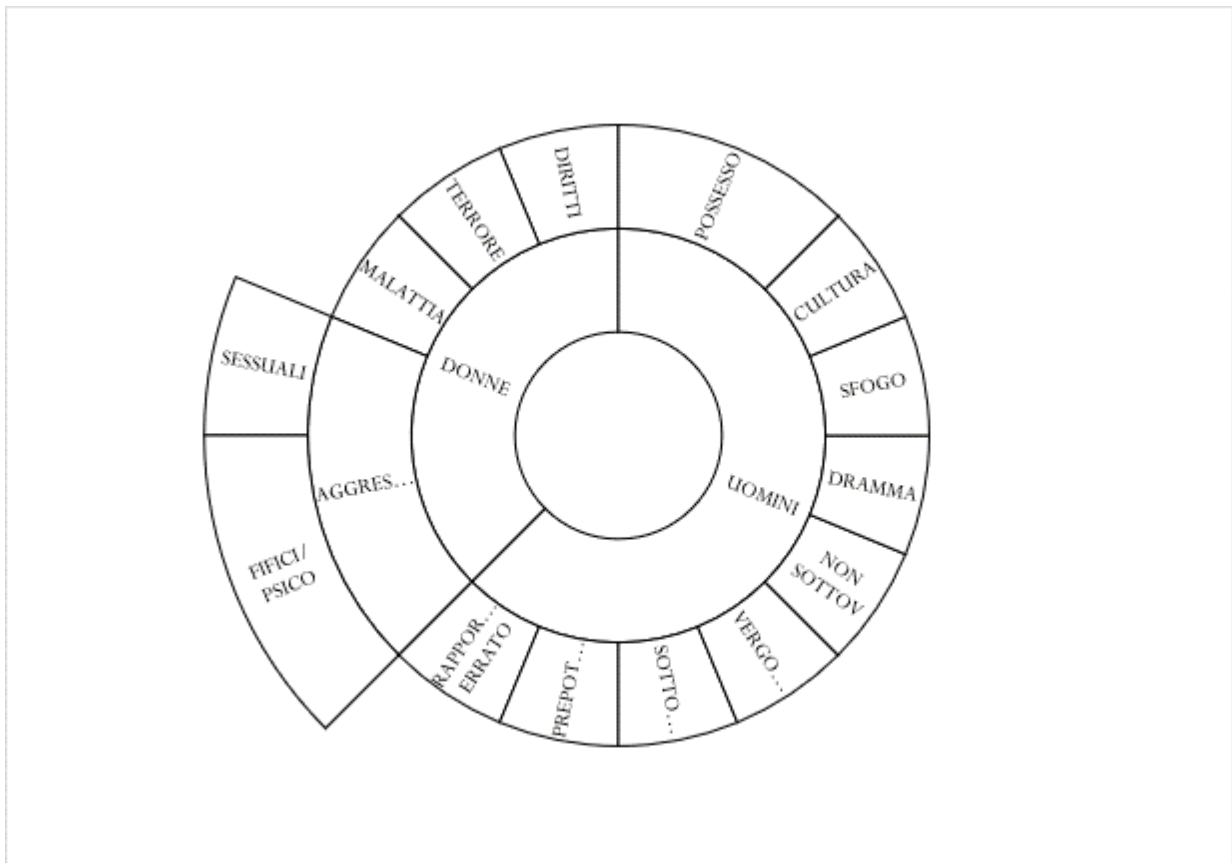 DIRITTI
POSSESSO
TERRORE
CULTURA
MALATTIA
SESSUALI
DONNE
SFOGO
AGGRES...
UOMINI
DRAMMA
FIFICI/
PSICO
NON
SOTTOV
RAPPOR...
ERRATO
PREPOT...
SOTTO...
VERGO...